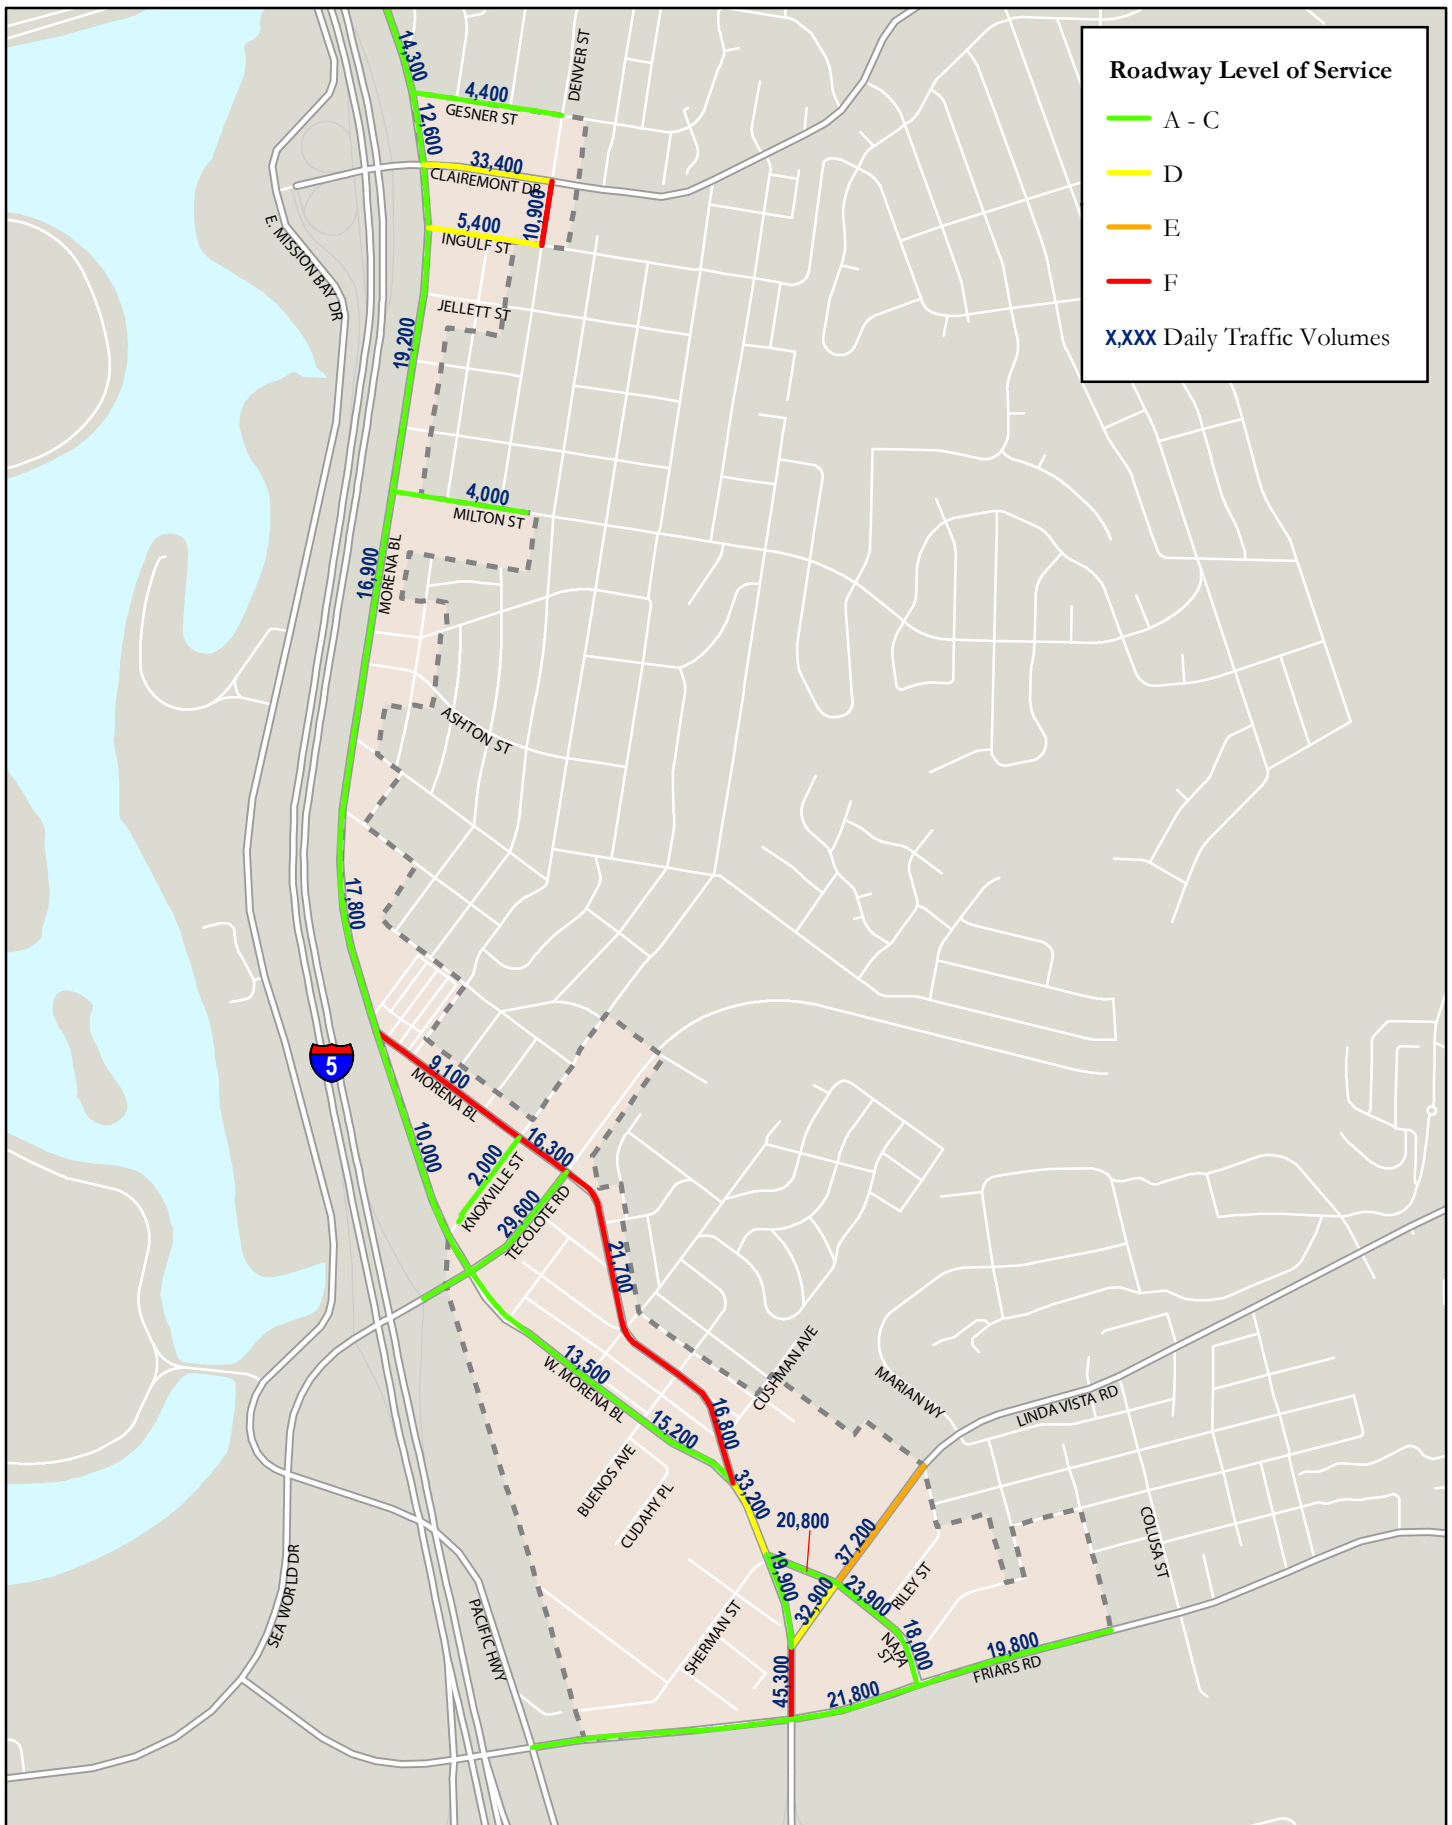 Roadway Level of Service
A - C
D
E
F
X,XXX Daily Traffic Volumes
14,300
DENVER ST
4,400
GESNER ST
12,600
33,400
CLAIREMONT DR
10,900
5,400
INGULF ST
E. MISSION BAY DR
JELLETT ST
19,200
4,000
MILTON ST
16,900
MORENA BL
ASHTON ST
17,800
5
9,100
MORENA BL
10,000
16,300
2,000
KNOXVILLE ST
29,600
TECOLOTE RD
21,700
13,500
W. MORENA BL
CUSHMAN AVE
MARIAN WY
LINDA VISTA RD
16,800
15,200
BUENOS AVE
CUDAHY PL
33,200
20,800
37,200
COLUSA ST
19,900
32,900
23,900
RILEY ST
SEA WORLD DR
PACIFIC HWY
SHERMAN ST
NAPA
ST
18,000
19,800
FRIARS RD
45,300
21,800